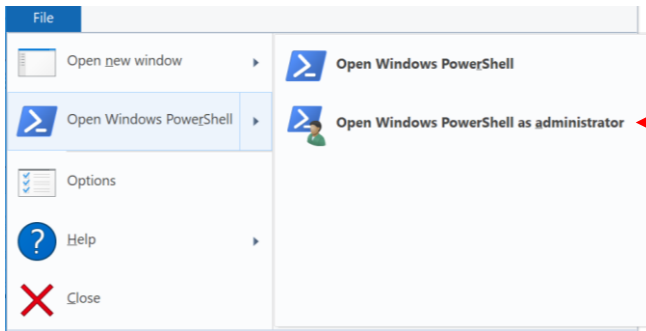 File
Open new window
Open Windows PowerShell
Options
Help
Close
Open Windows PowerShell
Open Windows PowerShell as administrator